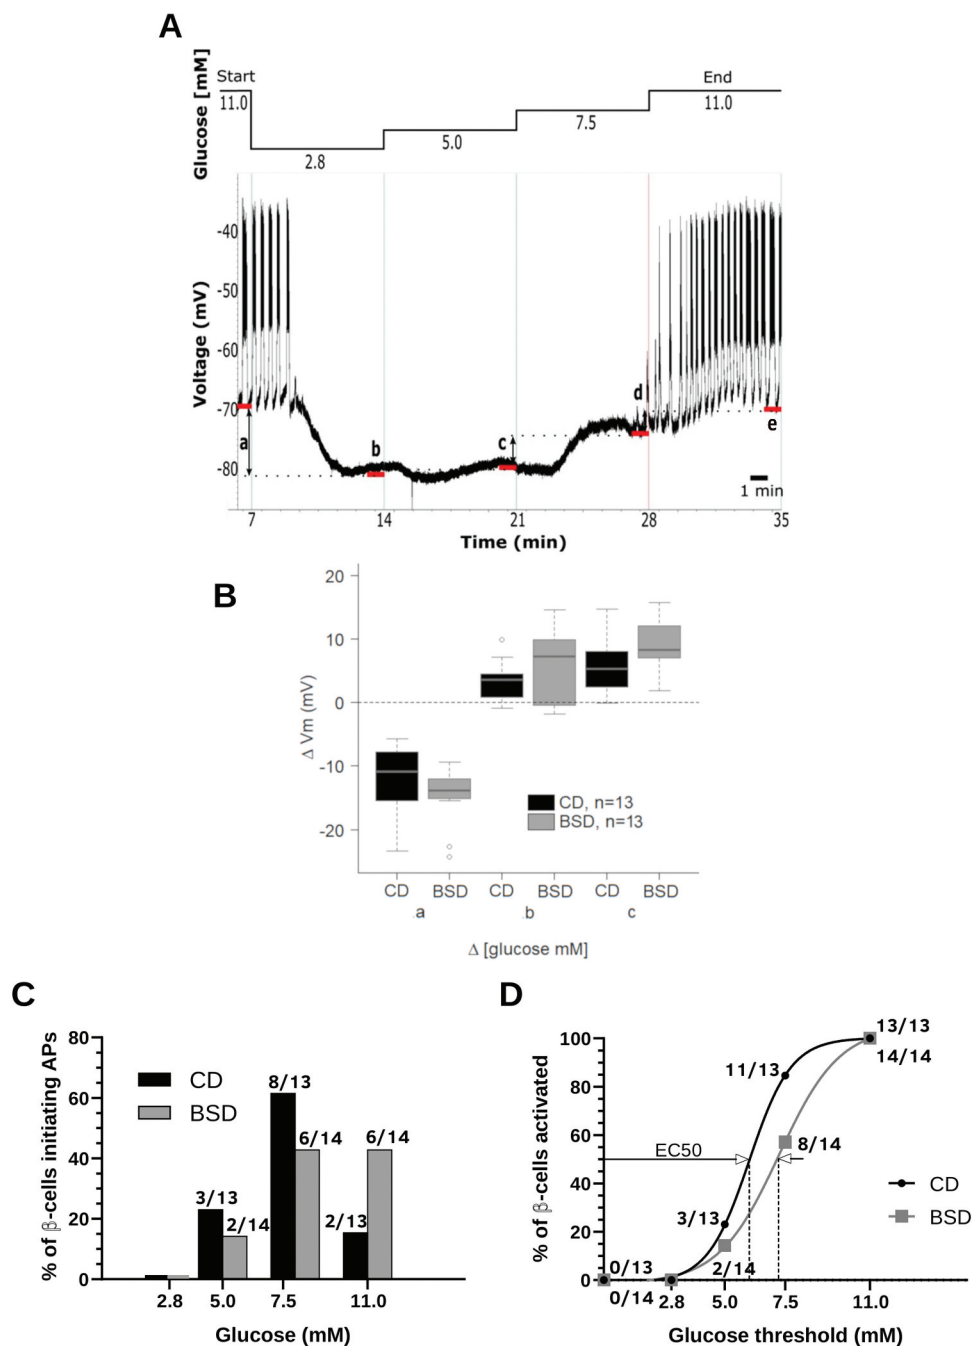 A
Glucose [mM]
Start
End
11.0
2.8
5.0
7.5
11.0
Voltage (mV)
-40
-50
-60
-70
-80
a
b
c
d
e
1 min
7
14
21
28
35
Time (min)
B
Δ Vm (mV)
20
10
0
-10
-20
CD, n=13
BSD, n=13
CD
BSD
CD
BSD
CD
BSD
.a
.b
c
Δ [glucose mM]
C
% of β-cells initiating APs
80
60
40
20
0
CD
BSD
3/13
2/14
8/13
6/14
2/13
6/14
2.8
5.0
7.5
11.0
Glucose (mM)
D
% of β-cells activated
100
80
60
40
20
0
13/13
14/14
11/13
8/14
EC50
3/13
2/14
0/13
0/14
CD
BSD
2.8
5.0
7.5
11.0
Glucose threshold (mM)